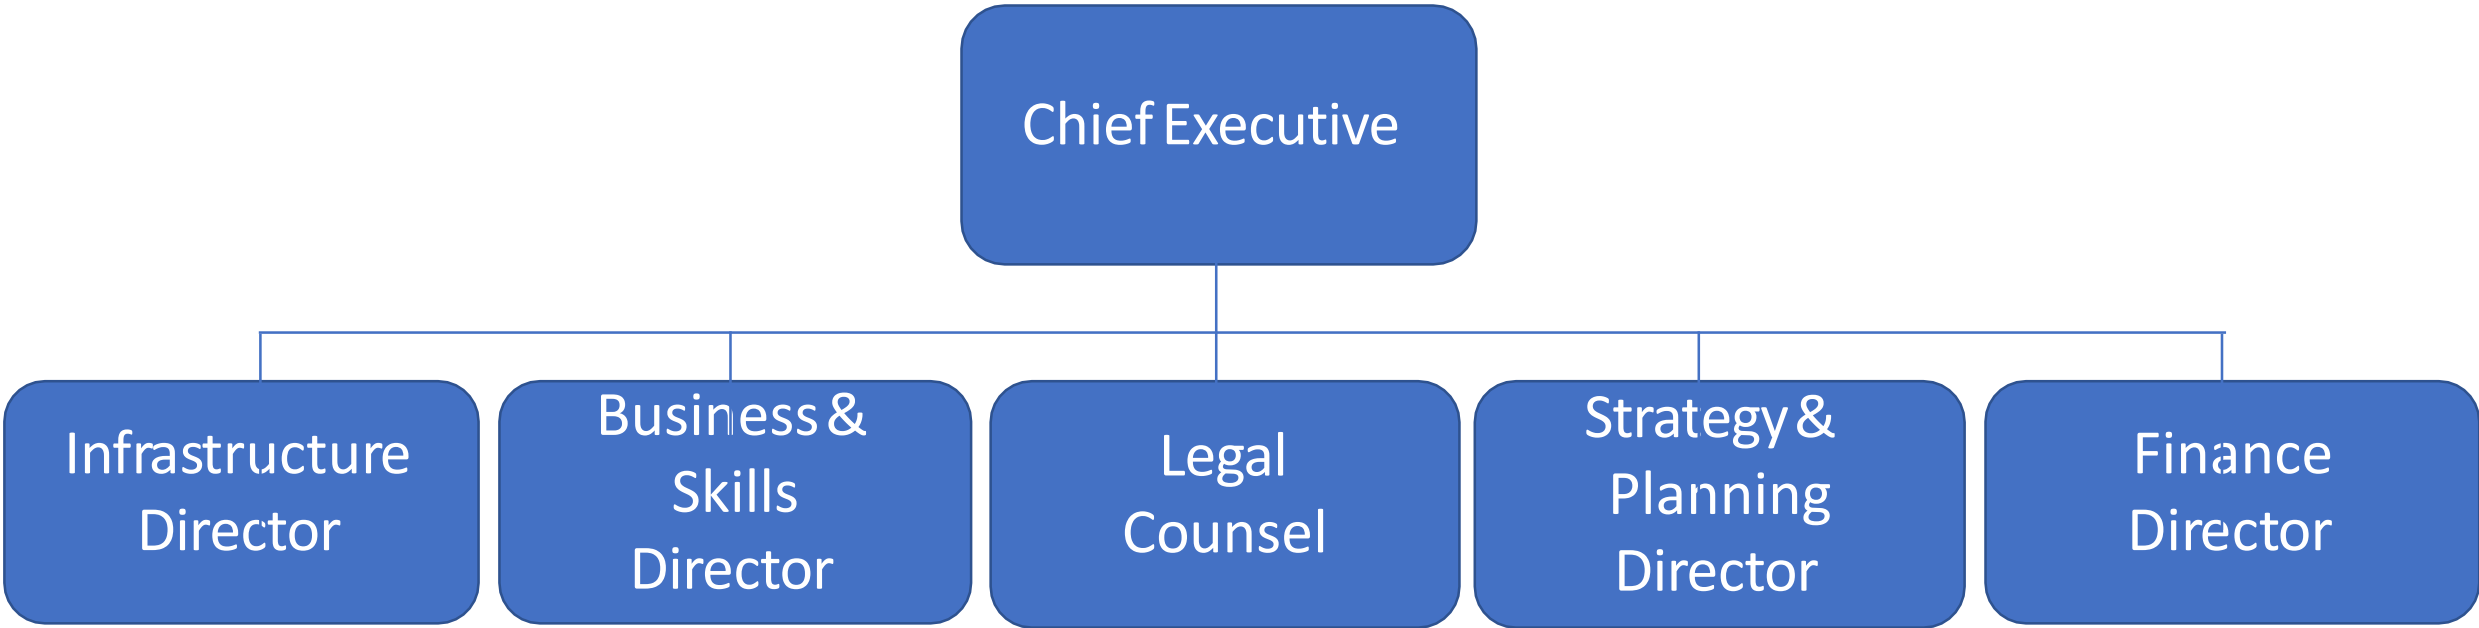 Chief Executive
Infrastructure
Director
Business &
Skills
Director
Legal
Counsel
Strategy &
Planning
Director
Finance
Director